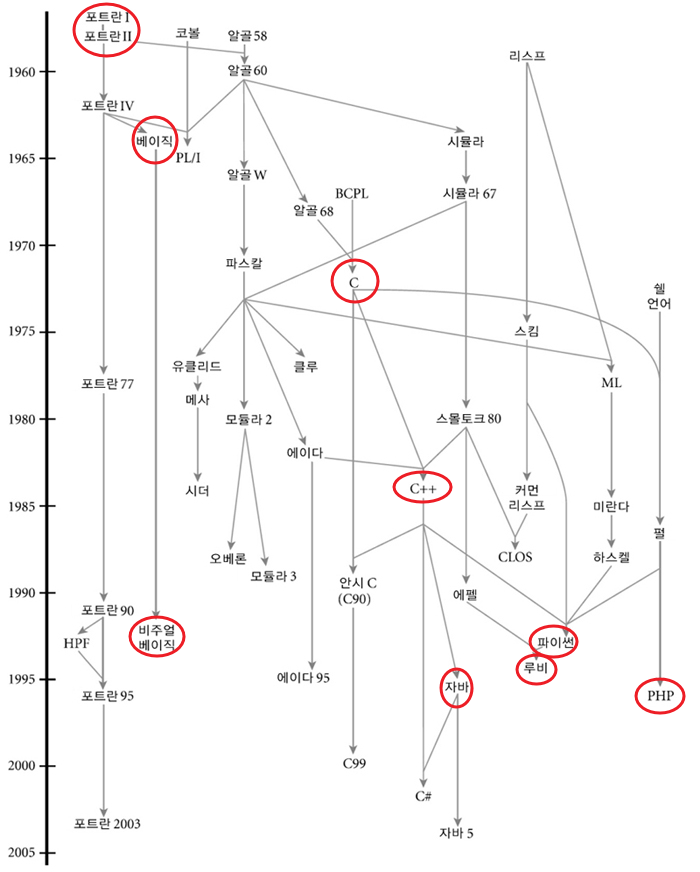 포트란 I
포트란 II
코볼
알골 58
리스프
1960
알골 60
포트란 IV
베이직
PL/I
시뮬라
1965
알골 W
BCPL
시뮬라 67
알골 68
1970
파스칼
C
쉘
언어
1975
스킴
유클리드
클루
포트란 77
ML
메사
1980
모듈라 2
스몰토크 80
에이다
시더
C++
커먼
리스프
1985
미란다
펄
오베론
모듈라 3
CLOS
하스켈
안시 C
(C90)
1990
에펠
포트란 90
HPF
비주얼
베이직
파이썬
루비
1995
에이다 95
자바
포트란 95
PHP
2000
C99
C#
포트란 2003
자바 5
2005